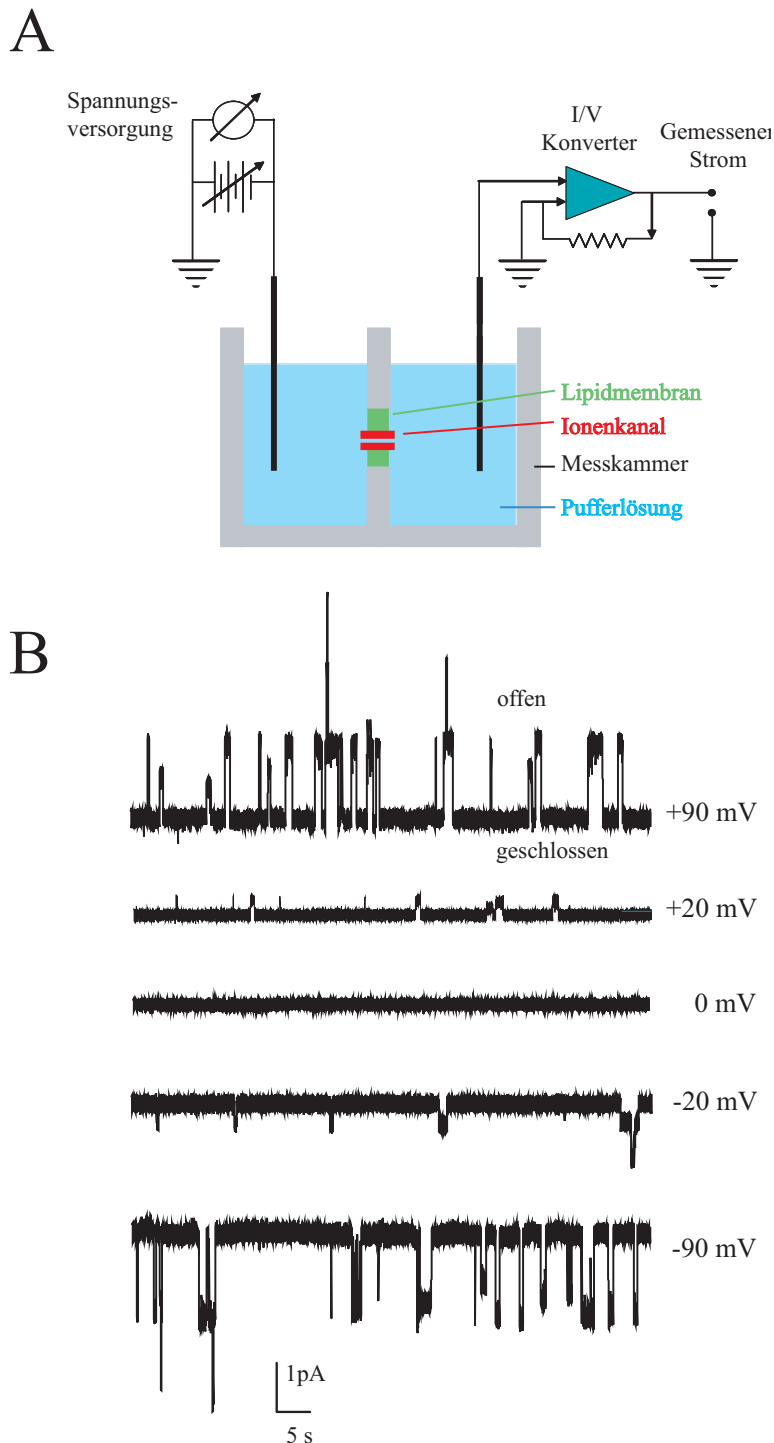 A
Spannungs-
versorgung
I/V
Konverter
Gemessener
Strom
Lipidmembran
Ionenkanal
Messkammer
Pufferlösung
B
offen
+90 mV
geschlossen
+20 mV
0 mV
-20 mV
-90 mV
1pA
5 s